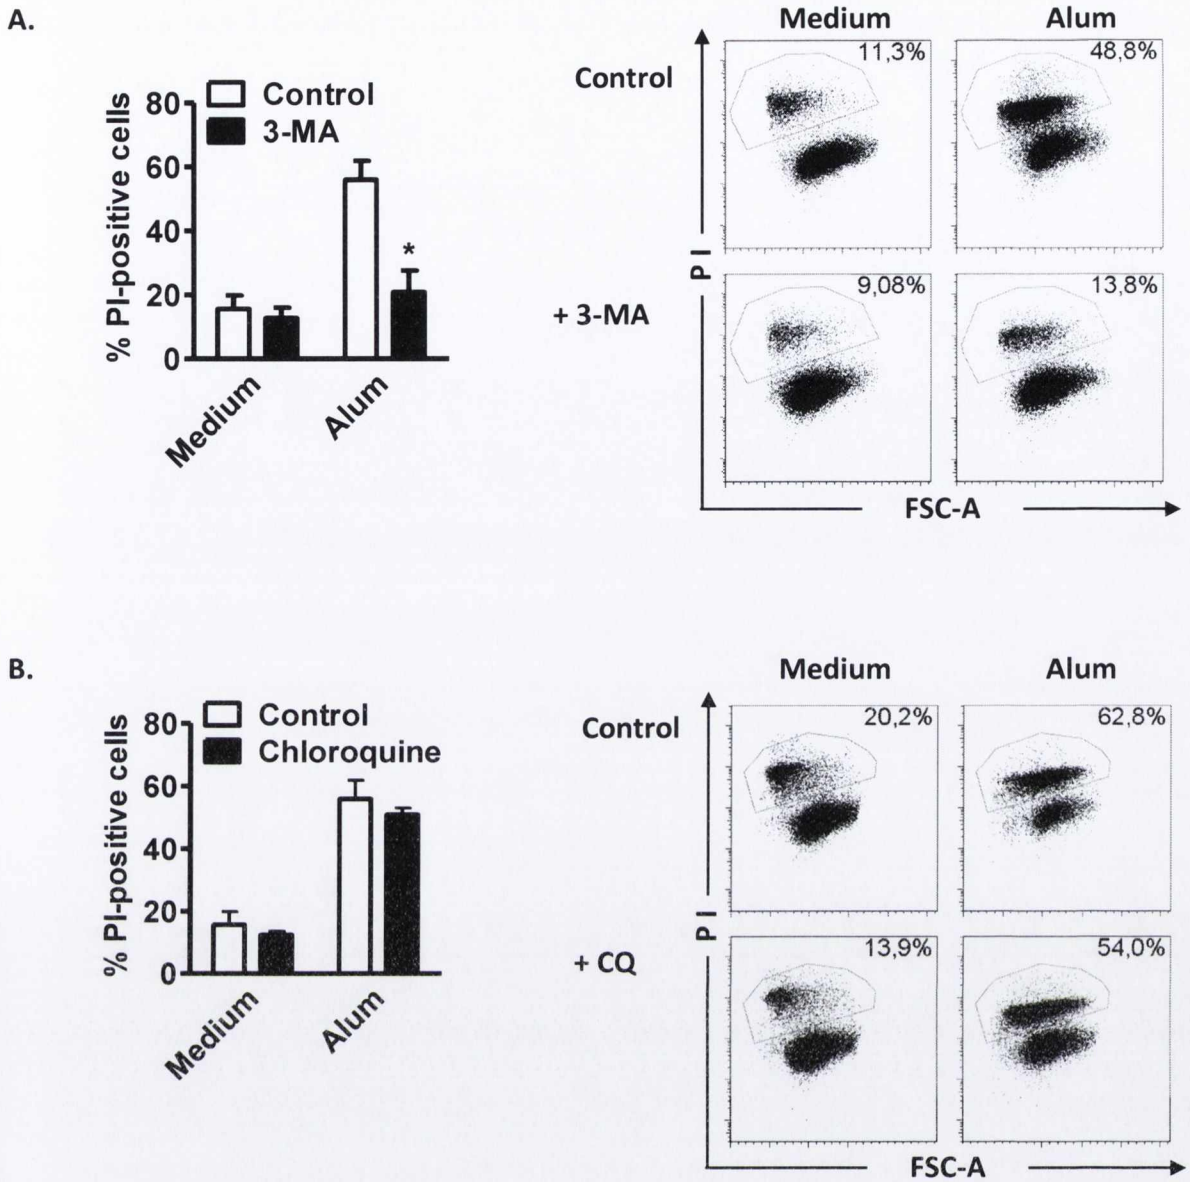 A.
Medium Alum
% PI-positive cells
80
60
40
20
0
Control
3-MA
*
Medium
Alum
Control
11,3%
48,8%
PI
+ 3-MA
9,08%
13,8%
FSC-A
B.
Medium Alum
% PI-positive cells
80
60
40
20
0
Control
Chloroquine
Medium
Alum
Control
20,2%
62,8%
PI
+ CQ
13,9%
54,0%
FSC-A